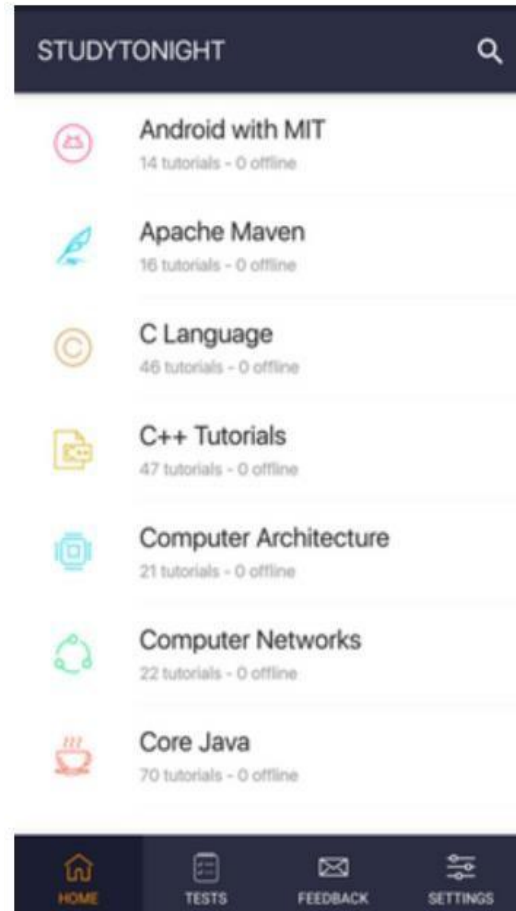 STUDYTONIGHT
Android with MIT
14 tutorials - 0 offline
Apache Maven
16 tutorials - 0 offline
C Language
46 tutorials - 0 offline
C++ Tutorials
47 tutorials - 0 offline
Computer Architecture
21 tutorials - 0 offline
Computer Networks
22 tutorials - 0 offline
Core Java
70 tutorials - 0 offline
HOME TESTS FEEDBACK SETTINGS